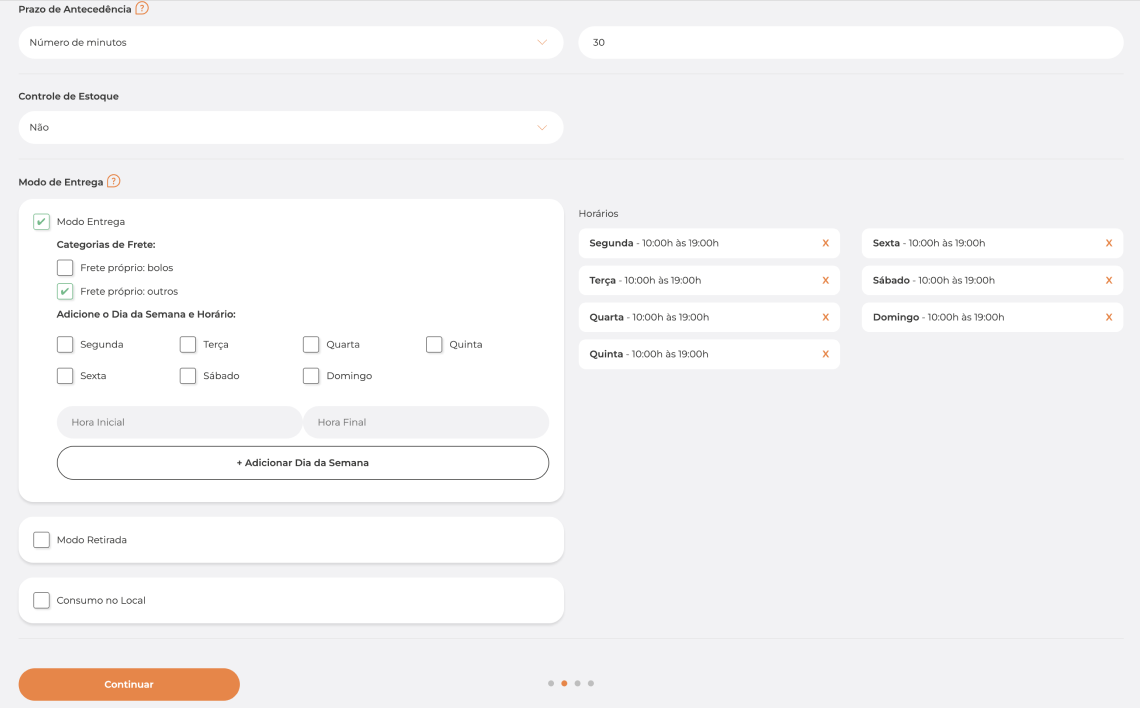 Prazo de Antecedência ?
Número de minutos
30
Controle de Estoque
Não
Modo de Entrega ?
Modo Entrega
Categorias de Frete:
Frete próprio: bolos
Frete próprio: outros
Adicione o Dia da Semana e Horário:
Segunda Terça Quarta Quinta
Sexta Sábado Domingo
Hora Inicial Hora Final
+ Adicionar Dia da Semana
Modo Retirada
Consumo no Local
Horários
Segunda - 10:00h às 19:00h X
Sexta - 10:00h às 19:00h X
Terça - 10:00h às 19:00h X
Sábado - 10:00h às 19:00h X
Quarta - 10:00h às 19:00h X
Domingo - 10:00h às 19:00h X
Quinta - 10:00h às 19:00h X
Continuar